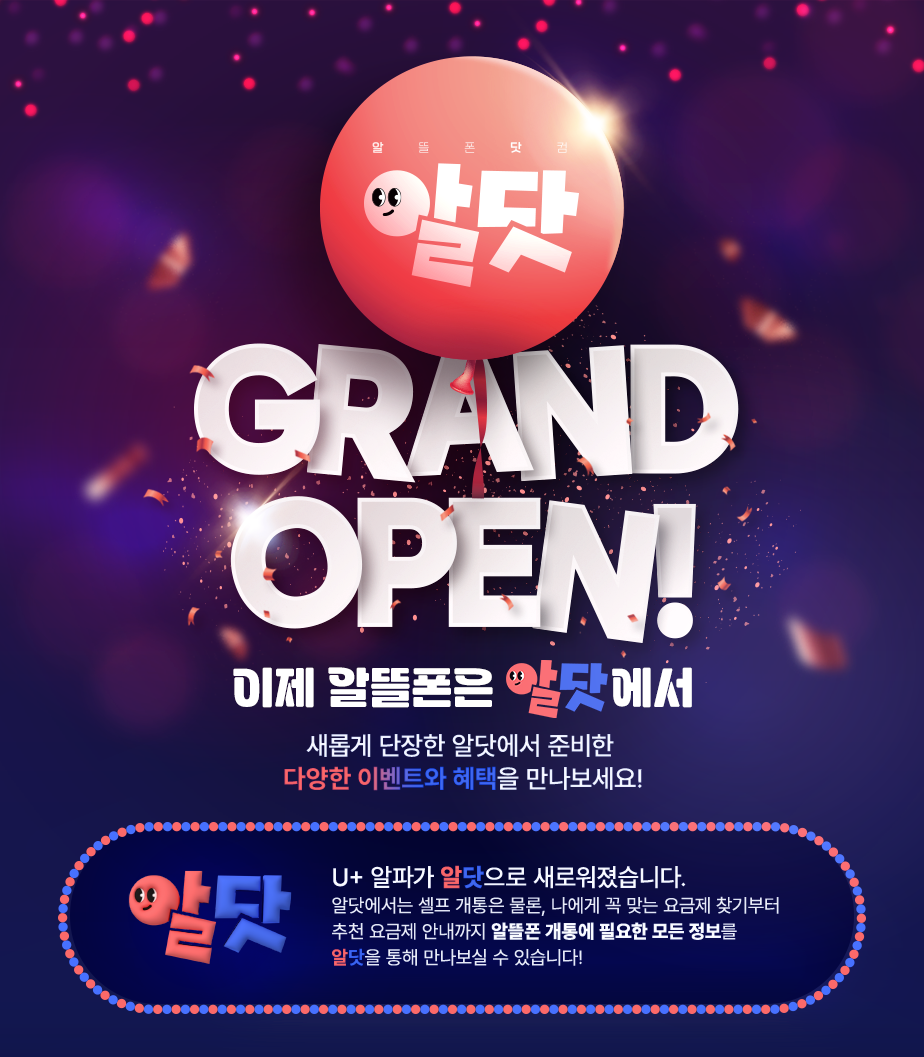 알 뜰 폰 닷 컴
알닷
GRAND
OPEN!
이제 알뜰폰은 알닷에서
새롭게 단장한 알닷에서 준비한
다양한 이벤트와 혜택을 만나보세요!
알닷
U+ 알파가 알닷으로 새로워졌습니다.
알닷에서는 셀프 개통은 물론, 나에게 꼭 맞는 요금제 찾기부터
추천 요금제 안내까지 알뜰폰 개통에 필요한 모든 정보를
알닷을 통해 만나보실 수 있습니다!